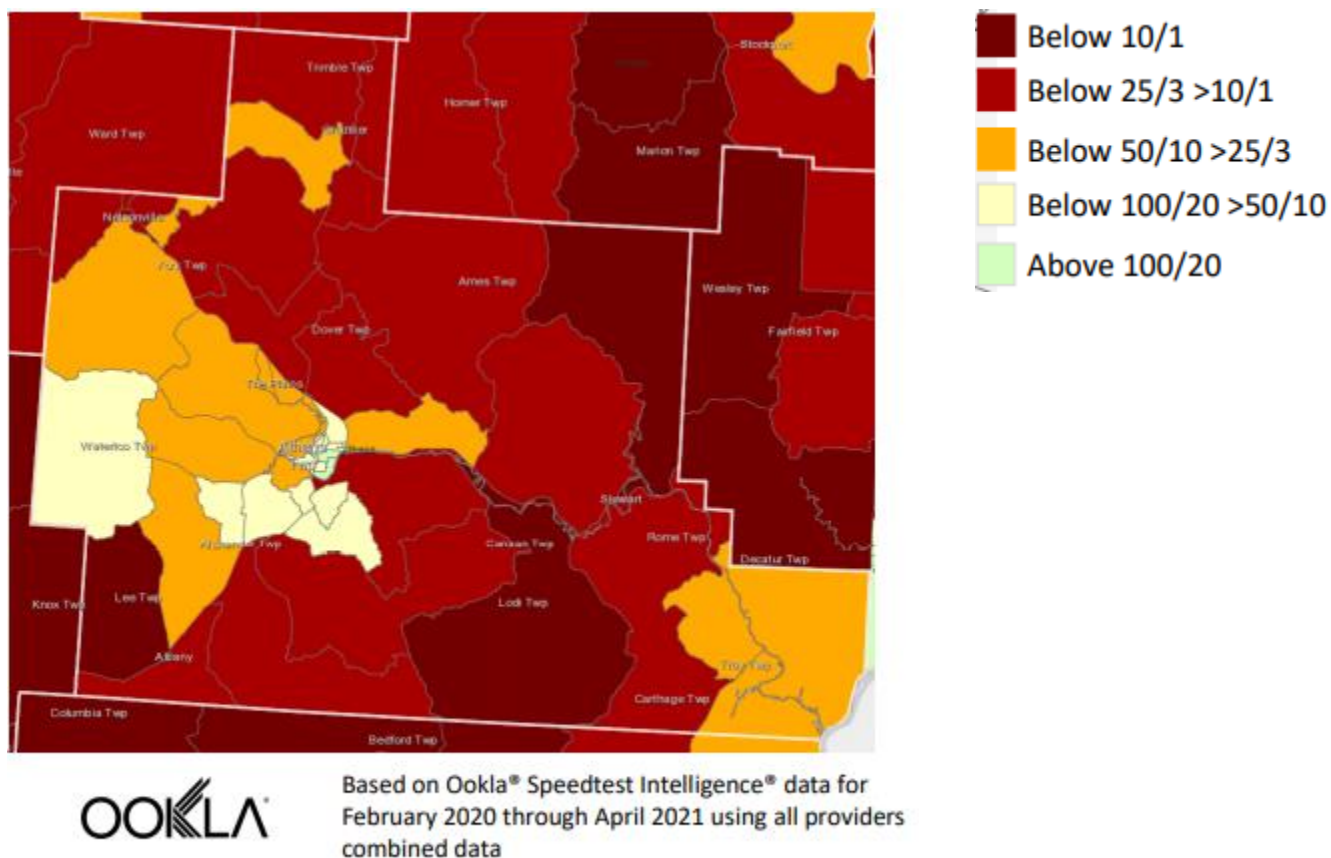 Stockport
Trimble Twp
Homer Twp
Chauncey
Ward Twp
Marion Twp
Nelsonville
York Twp
Ames Twp
Wesley Twp
Dover Twp
Fairfield Twp
The Plains
Waterloo Twp
Athens
Stewart
Rome Twp
Canaan Twp
Decatur Twp
Alexander Twp
Knox Twp
Lee Twp
Lodi Twp
Albany
Troy Twp
Carthage Twp
Columbia Twp
Bedford Twp
Below 10/1
Below 25/3 >10/1
Below 50/10 >25/3
Below 100/20 >50/10
Above 100/20
OOKLA®
Based on Ookla® Speedtest Intelligence® data for
February 2020 through April 2021 using all providers
combined data